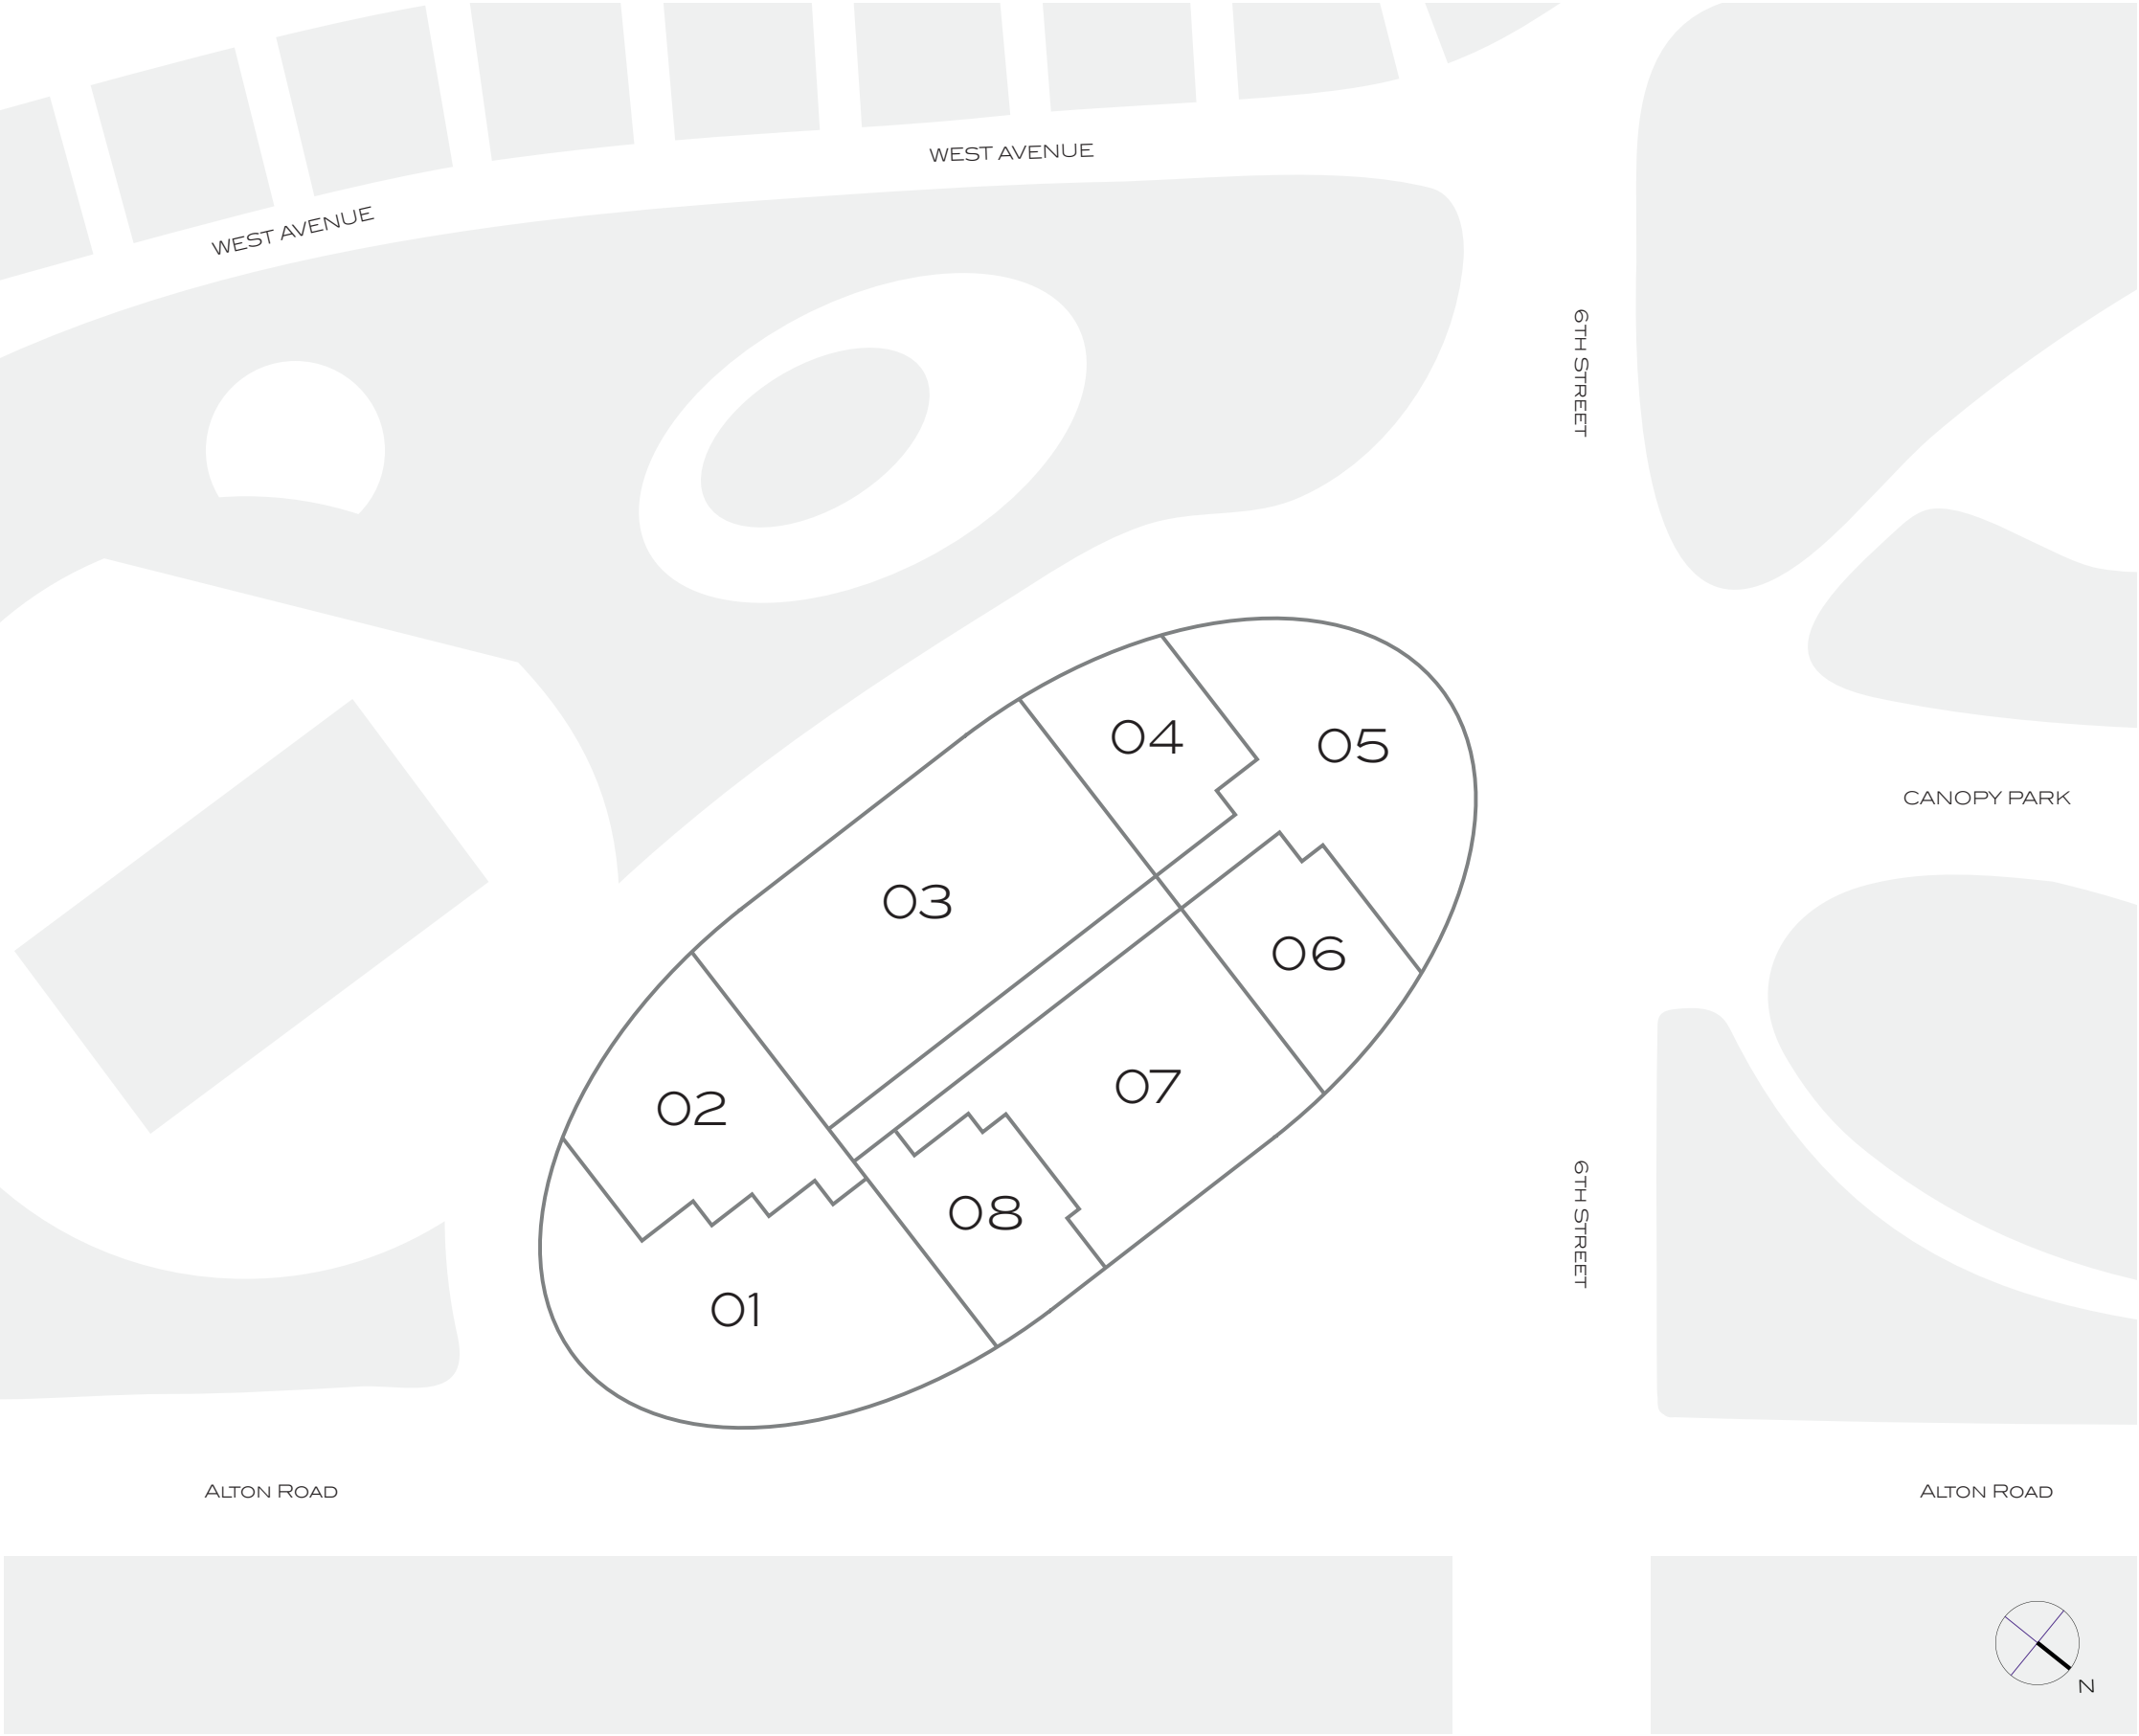 WEST AVENUE
WEST AVENUE
6TH STREET
04
05
CANOPY PARK
03
06
07
02
08
6TH STREET
01
ALTON ROAD
ALTON ROAD
N